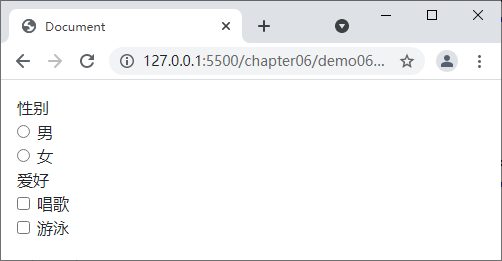 Document
127.0.0.1:5500/chapter06/demo06...
性别
男
女
爱好
唱歌
游泳